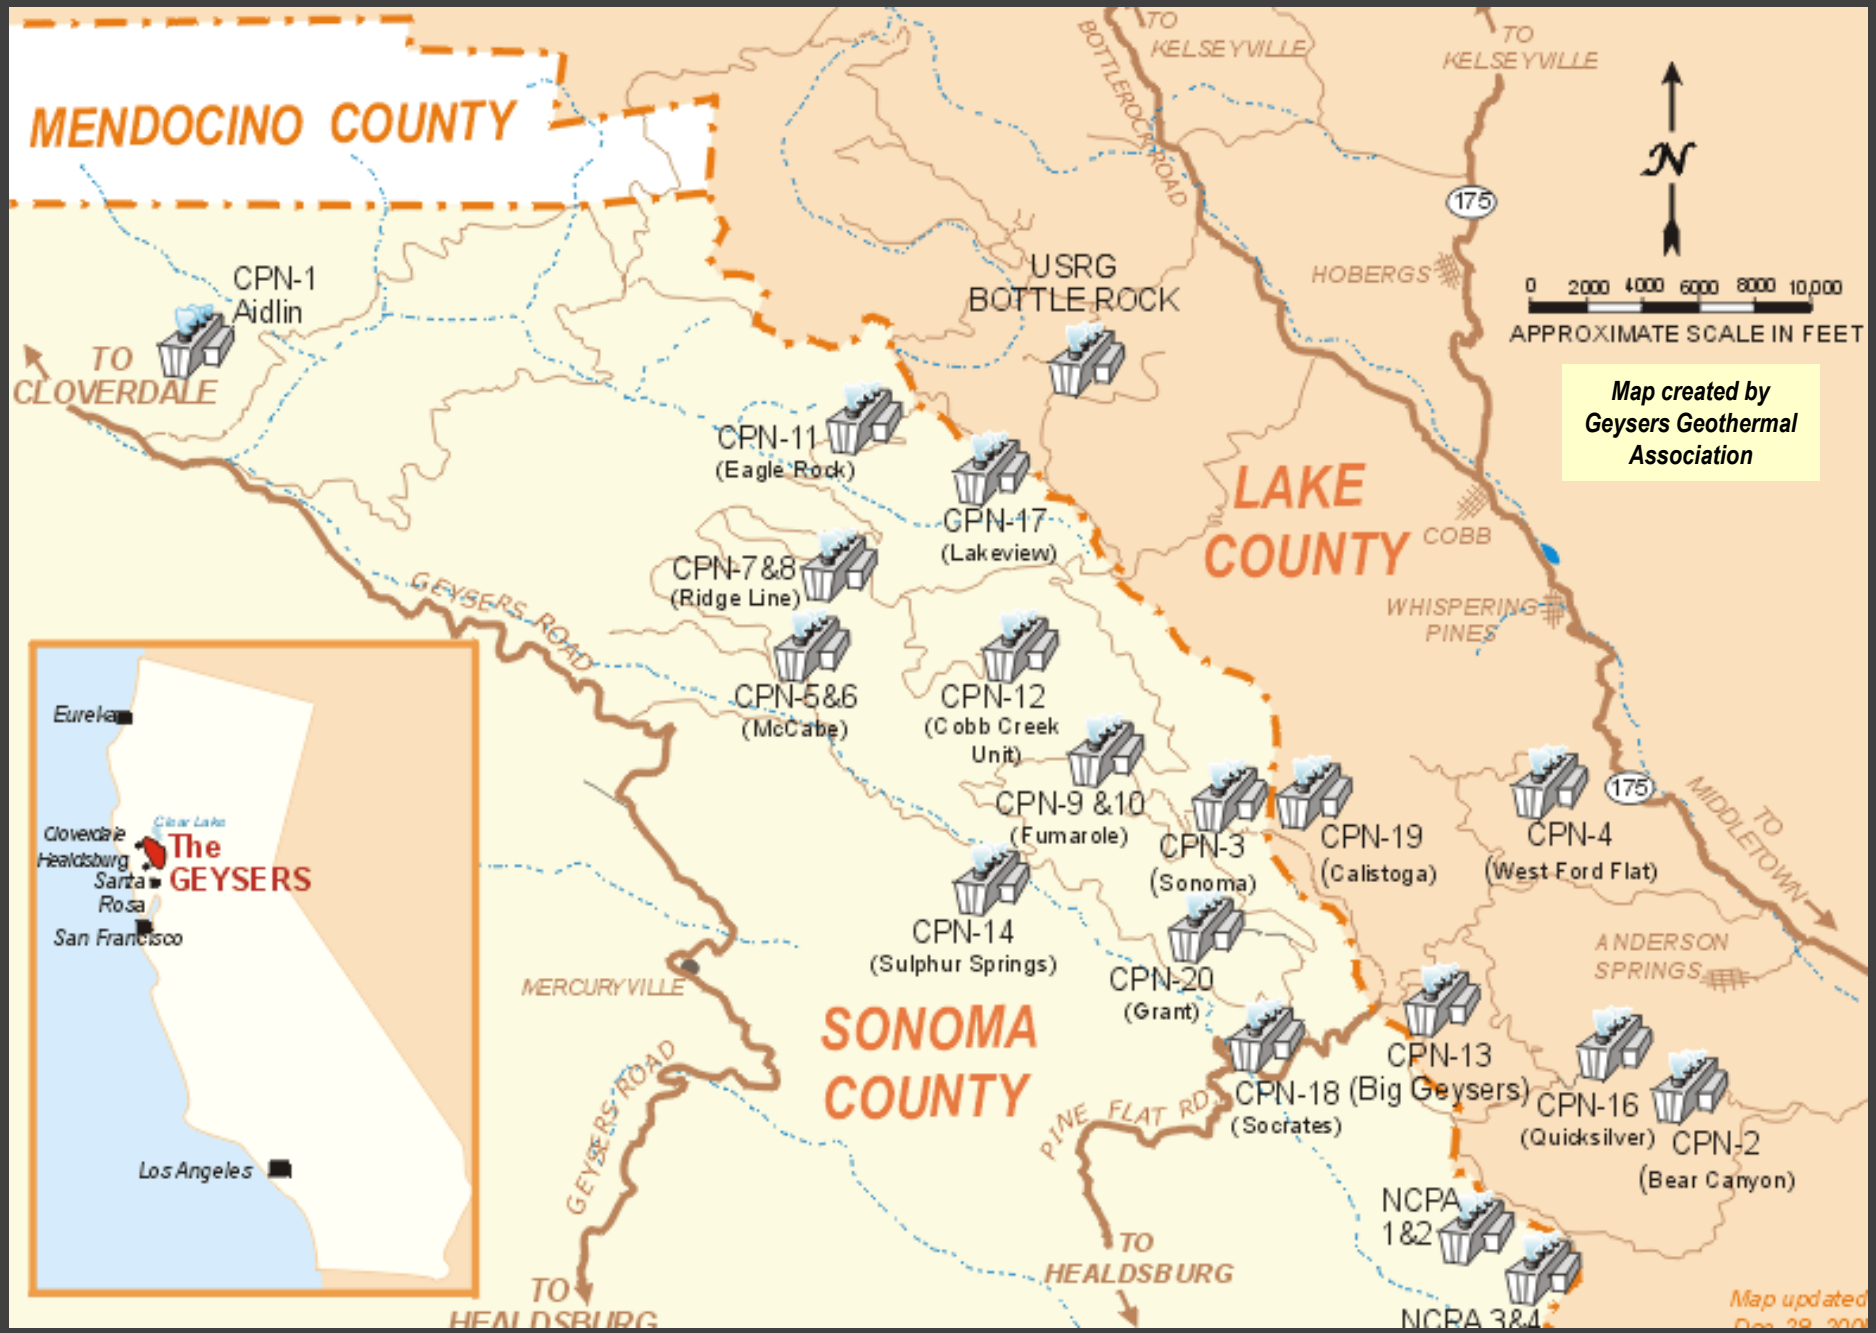 TO
KELSEYVILLE
TO
KELSEYVILLE
BOTTLEROCK ROAD
MENDOCINO COUNTY
N
175
HOBERGS
0 2000 4000 6000 8000 10,000
APPROXIMATE SCALE IN FEET
Map created by
Geysers Geothermal
Association
CPN-1
Aidlin
USRG
BOTTLE ROCK
TO
CLOVERDALE
CPN-11
(Eagle Rock)
CPN-17
(Lakeview)
LAKE
COUNTY
COBB
CPN-7&8
(Ridge Line)
GEYSERS ROAD
WHISPERING
PINES
CPN-5&6
(McCabe)
CPN-12
(Cobb Creek
Unit)
CPN-9 &10
(Fumarole)
CPN-3
(Sonoma)
CPN-19
(Calistoga)
CPN-4
(West Ford Flat)
175
TO
MIDDLETOWN
CPN-14
(Sulphur Springs)
CPN-20
(Grant)
ANDERSON
SPRINGS
MERCURYVILLE
SONOMA
COUNTY
CPN-13
(Big Geysers)
CPN-18
(Socrates)
CPN-16
(Quicksilver)
CPN-2
(Bear Canyon)
GEYSERS ROAD
PINE FLAT RD.
NCPA
1&2
NCPA 3&4
TO
HEALDSBURG
TO
HEALDSBURG
Eureka
Clear Lake
Cloverdale
The
GEYSERS
Healdsburg
Santa
Rosa
San Francisco
Los Angeles
Map updated